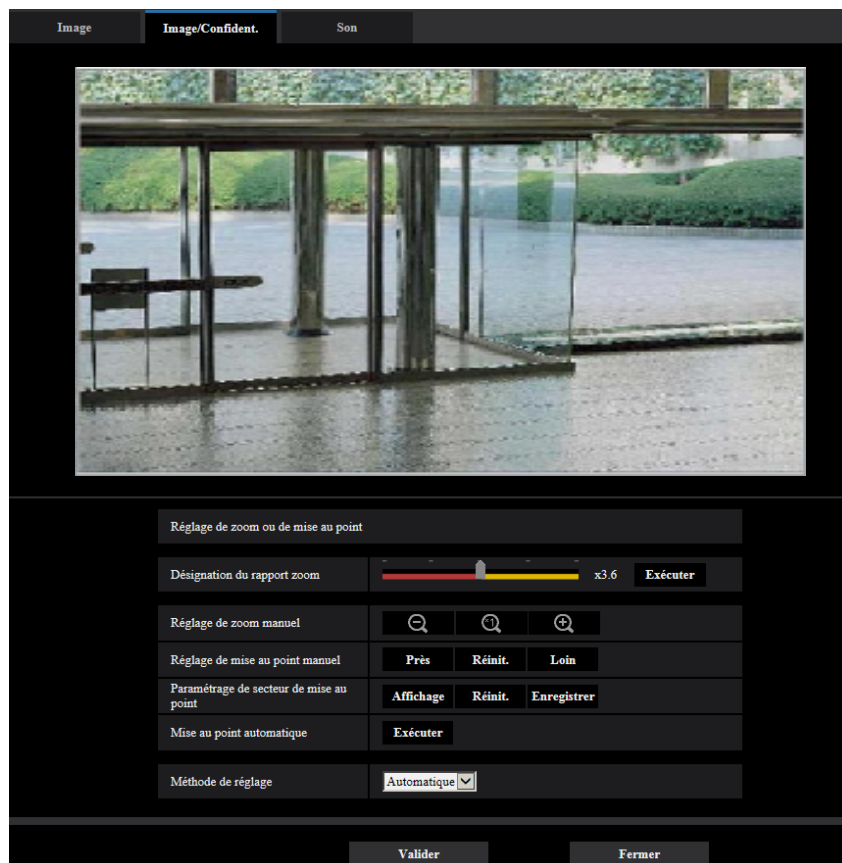 Image Image/Confident. Son
Réglage de zoom ou de mise au point
Désignation du rapport zoom x3.6 Exécuter
Réglage de zoom manuel ×1
Réglage de mise au point manuel Près Réinit. Loin
Paramétrage de secteur de mise au
point Affichage Réinit. Enregistrer
Mise au point automatique Exécuter
Méthode de réglage Automatique
Valider Fermer